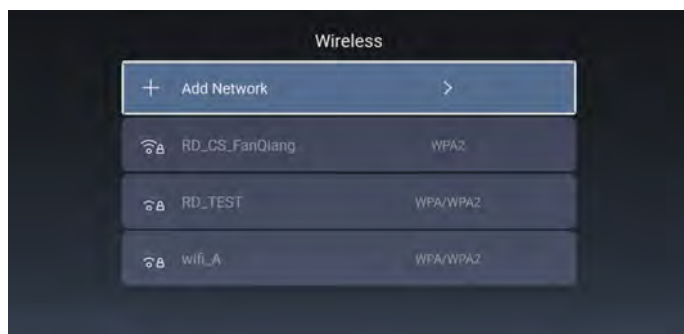 Wireless
Add Network
RD_CS_FanQiang WPA2
RD_TEST WPA/WPA2
wifi_A WPA/WPA2